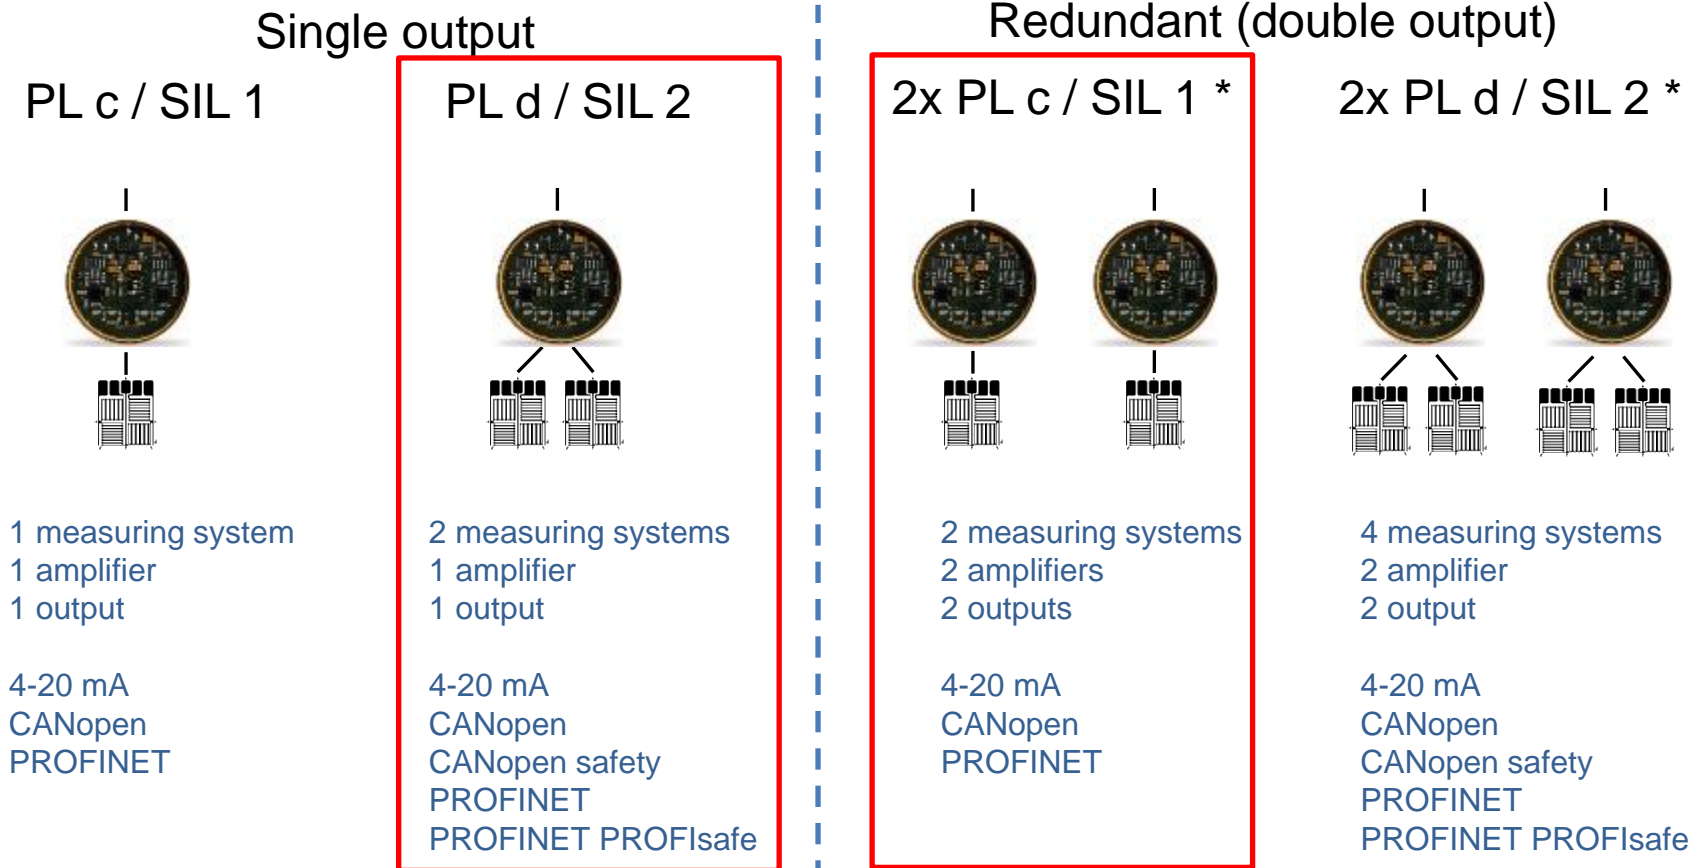 Single output
Redundant (double output)
PL c / SIL 1
PL d / SIL 2
2x PL c / SIL 1 *
2x PL d / SIL 2 *
1 measuring system
1 amplifier
1 output
4-20 mA
CANopen
PROFINET
2 measuring systems
1 amplifier
1 output
4-20 mA
CANopen
CANopen safety
PROFINET
PROFINET PROFIsafe
2 measuring systems
2 amplifiers
2 outputs
4-20 mA
CANopen
PROFINET
4 measuring systems
2 amplifier
2 output
4-20 mA
CANopen
CANopen safety
PROFINET
PROFINET PROFIsafe